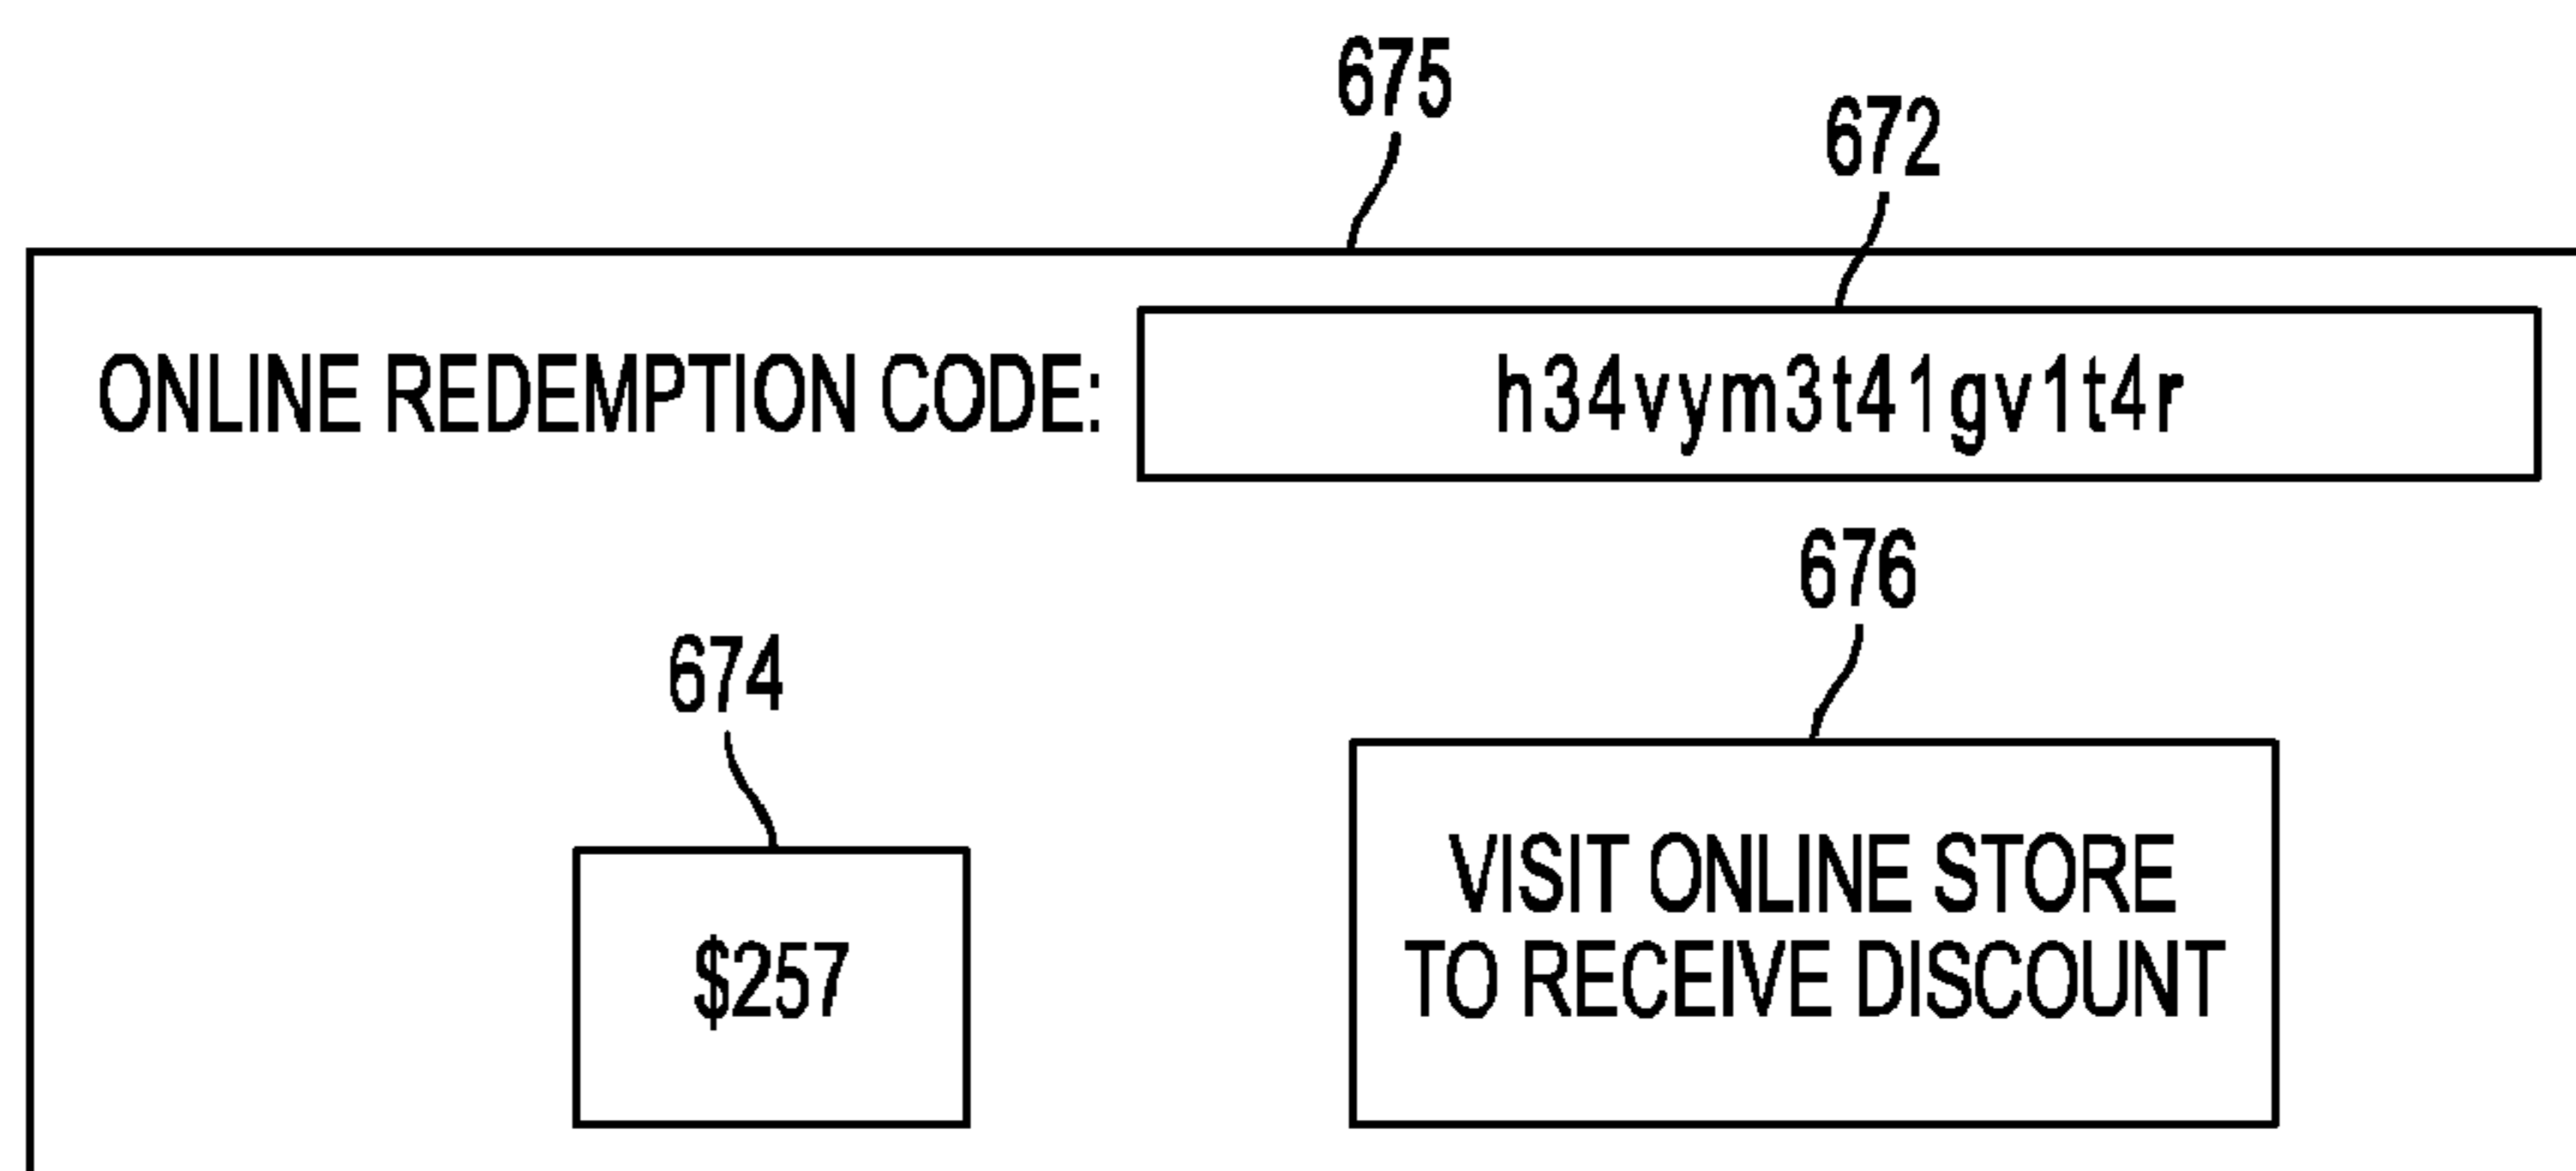 675
672
ONLINE REDEMPTION CODE: h34vym3t41gv1t4r
676
674
VISIT ONLINE STORE
TO RECEIVE DISCOUNT
$257